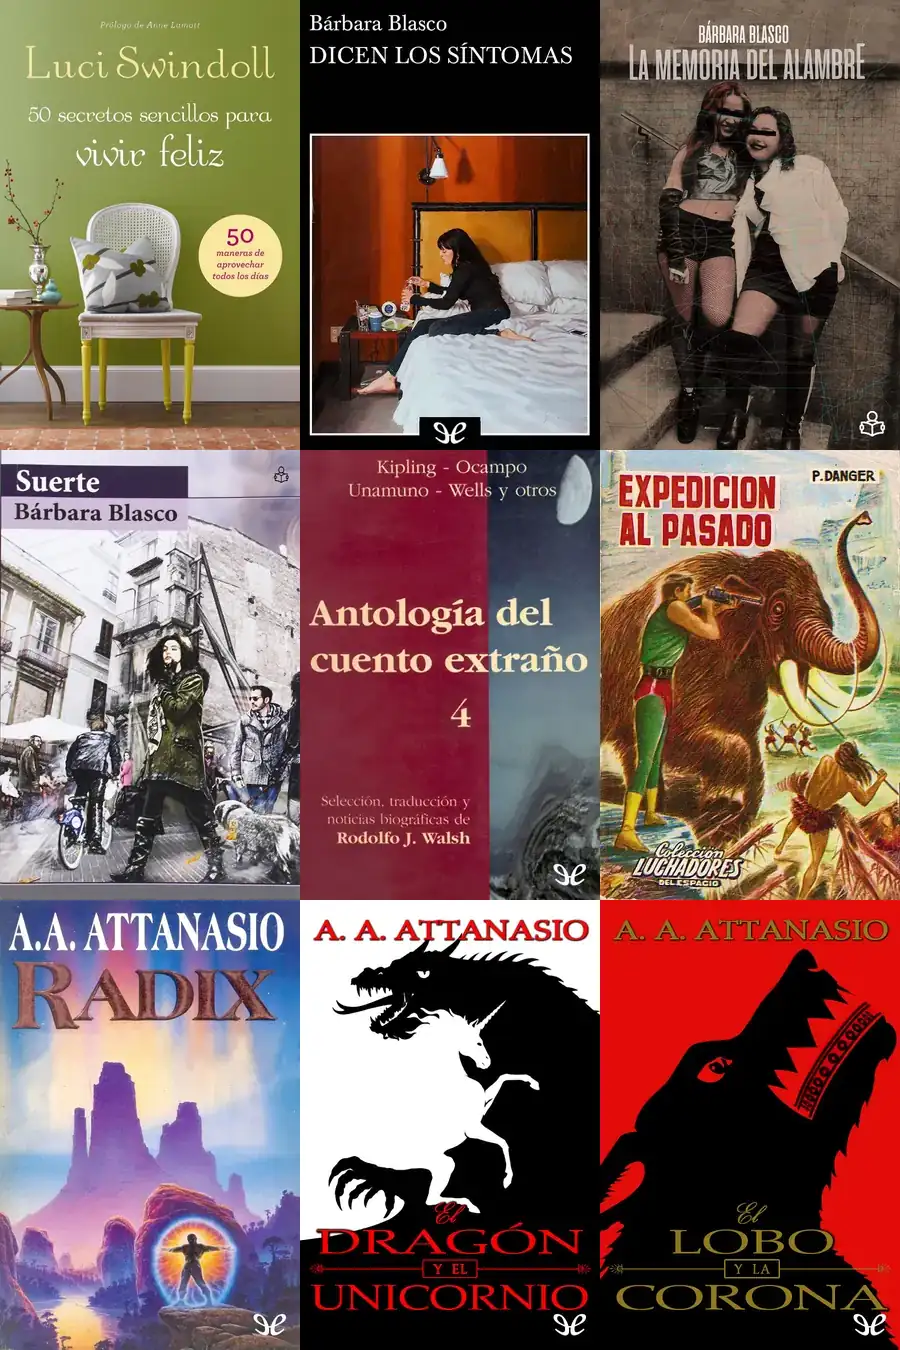 Prólogo de Anne Lamott
Luci Swindoll
50 secretos sencillos para
vivir feliz
50
maneras de
aprovechar
todos los días
Bárbara Blasco
DICEN LOS SÍNTOMAS
BÁRBARA BLASCO
LA MEMORIA DEL ALAMBRE
Suerte
Bárbara Blasco
Kipling - Ocampo
Unamuno - Wells y otros
Antología del
cuento extraño
4
Selección, traducción y
noticias biográficas de
Rodolfo J. Walsh
EXPEDICION
AL PASADO
P. DANGER
Colección
LUCHADORES
DEL ESPACIO
A.A. ATTANASIO
RADIX
A. A. ATTANASIO
El
DRAGÓN
Y EL
UNICORNIO
A. A. ATTANASIO
El
LOBO
Y LA
CORONA